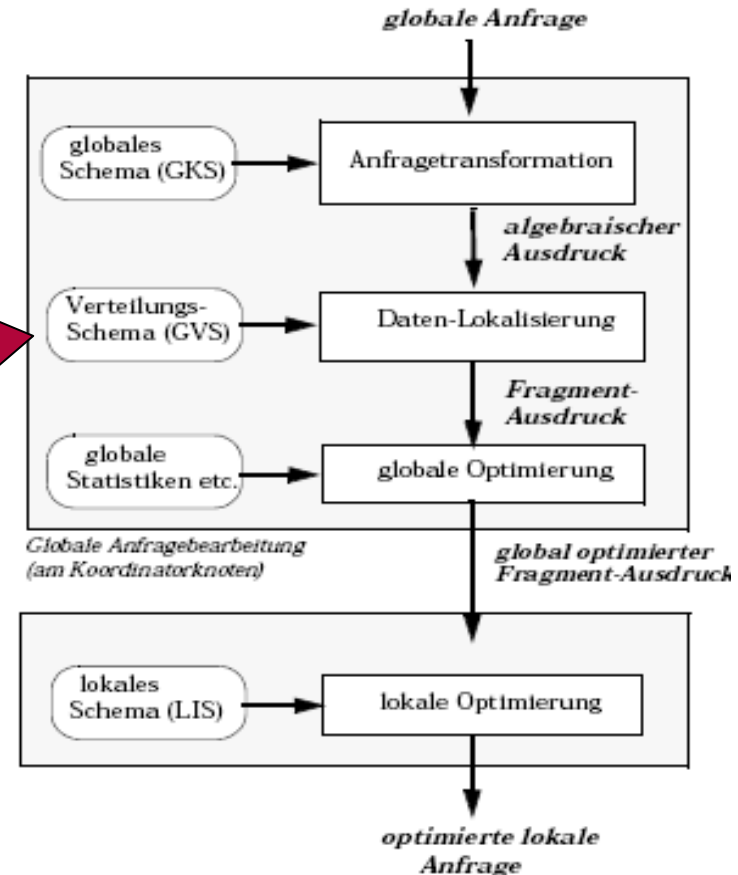 globale Anfrage
globales
Schema (GKS)
Anfragetransformation
algebraischer
Ausdruck
Verteilungs-
Schema (GVS)
Daten-Lokalisierung
Fragment-
Ausdruck
globale
Statistiken etc.
globale Optimierung
Globale Anfragebearbeitung
(am Koordinatorknoten)
global optimierter
Fragment-Ausdruck
lokales
Schema (LIS)
lokale Optimierung
optimierte lokale
Anfrage